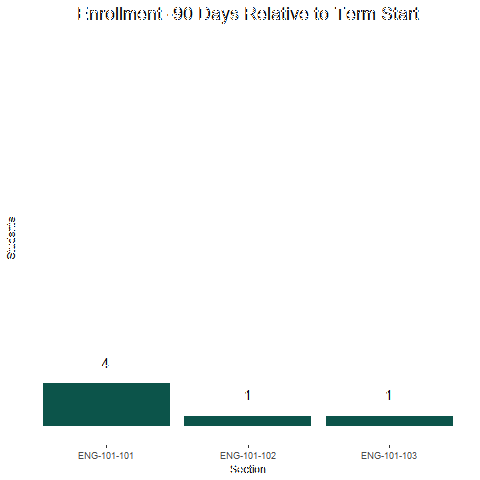 Enrollment -90 Days Relative to Term Start
Students
4
1
1
ENG-101-101
ENG-101-102
ENG-101-103
Section